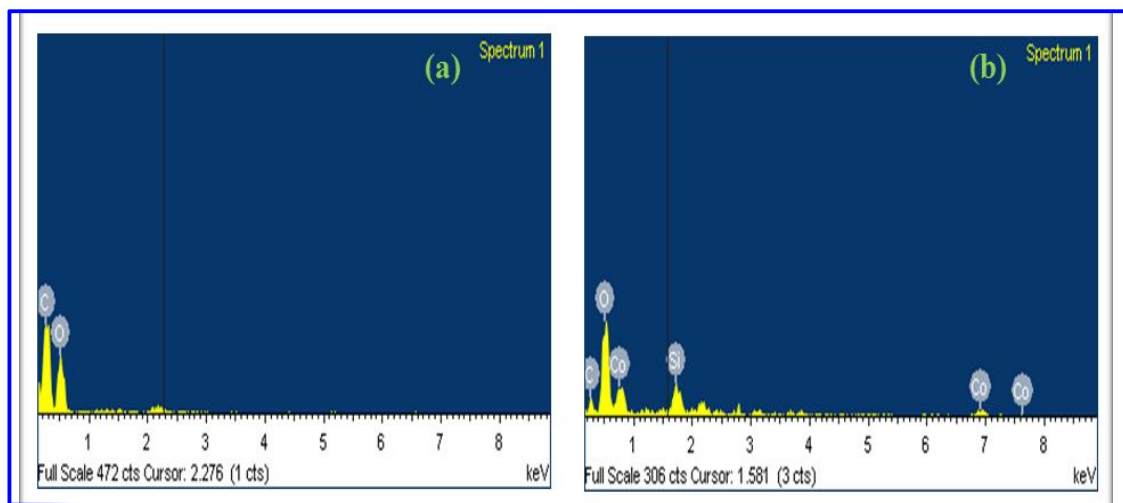 (a)
Spectrum 1
C
O
1 2 3 4 5 6 7 8
Full Scale 472 cts Cursor: 2.276 (1 cts)
keV
(b)
Spectrum 1
C
O
Co
Si
Co
Co
1 2 3 4 5 6 7 8
Full Scale 306 cts Cursor: 1.581 (3 cts)
keV